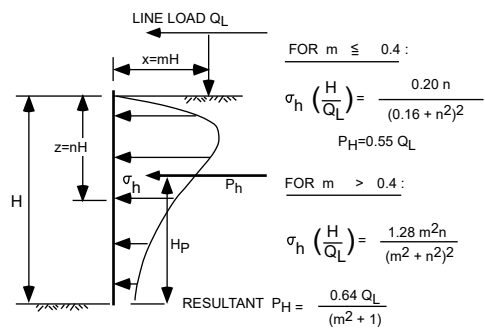 LINE LOAD Q_L
x=mH
z=nH
H
σ_h
P_h
H_P
FOR m ≦ 0.4 :
σ_h (H/Q_L) = 0.20 n / (0.16 + n²)²
P_H=0.55 Q_L
FOR m > 0.4 :
σ_h (H/Q_L) = 1.28 m²n / (m² + n²)²
RESULTANT P_H = 0.64 Q_L / (m² + 1)